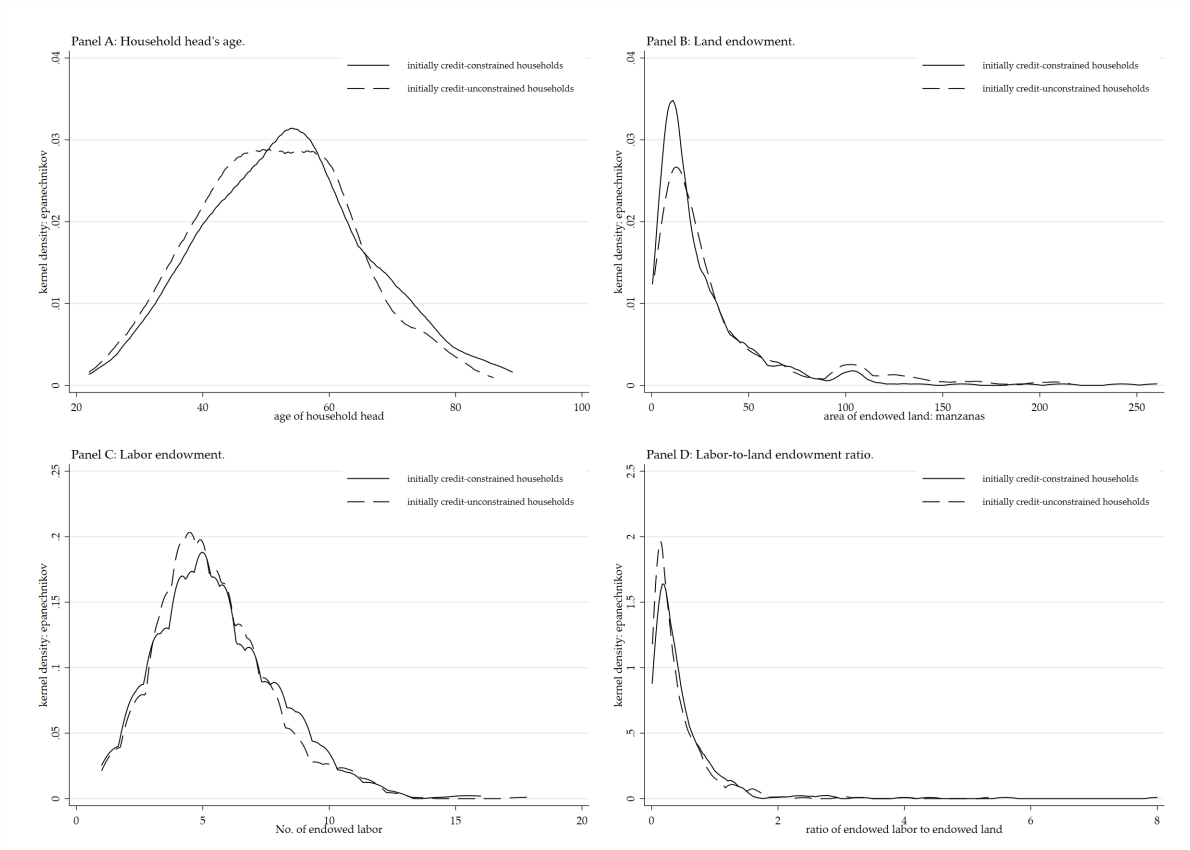 Panel A: Household head's age.
kernel density: epanechnikov
0 .01 .02 .03 .04
initially credit-constrained households
initially credit-unconstrained households
20 40 60 80 100
age of household head
Panel B: Land endowment.
kernel density: epanechnikov
0 .01 .02 .03 .04
initially credit-constrained households
initially credit-unconstrained households
0 50 100 150 200 250
area of endowed land: manzanas
Panel C: Labor endowment.
kernel density: epanechnikov
0 .05 .1 .15 .2 .25
initially credit-constrained households
initially credit-unconstrained households
0 5 10 15 20
No. of endowed labor
Panel D: Labor-to-land endowment ratio.
kernel density: epanechnikov
0 .5 1 1.5 2 2.5
initially credit-constrained households
initially credit-unconstrained households
0 2 4 6 8
ratio of endowed labor to endowed land